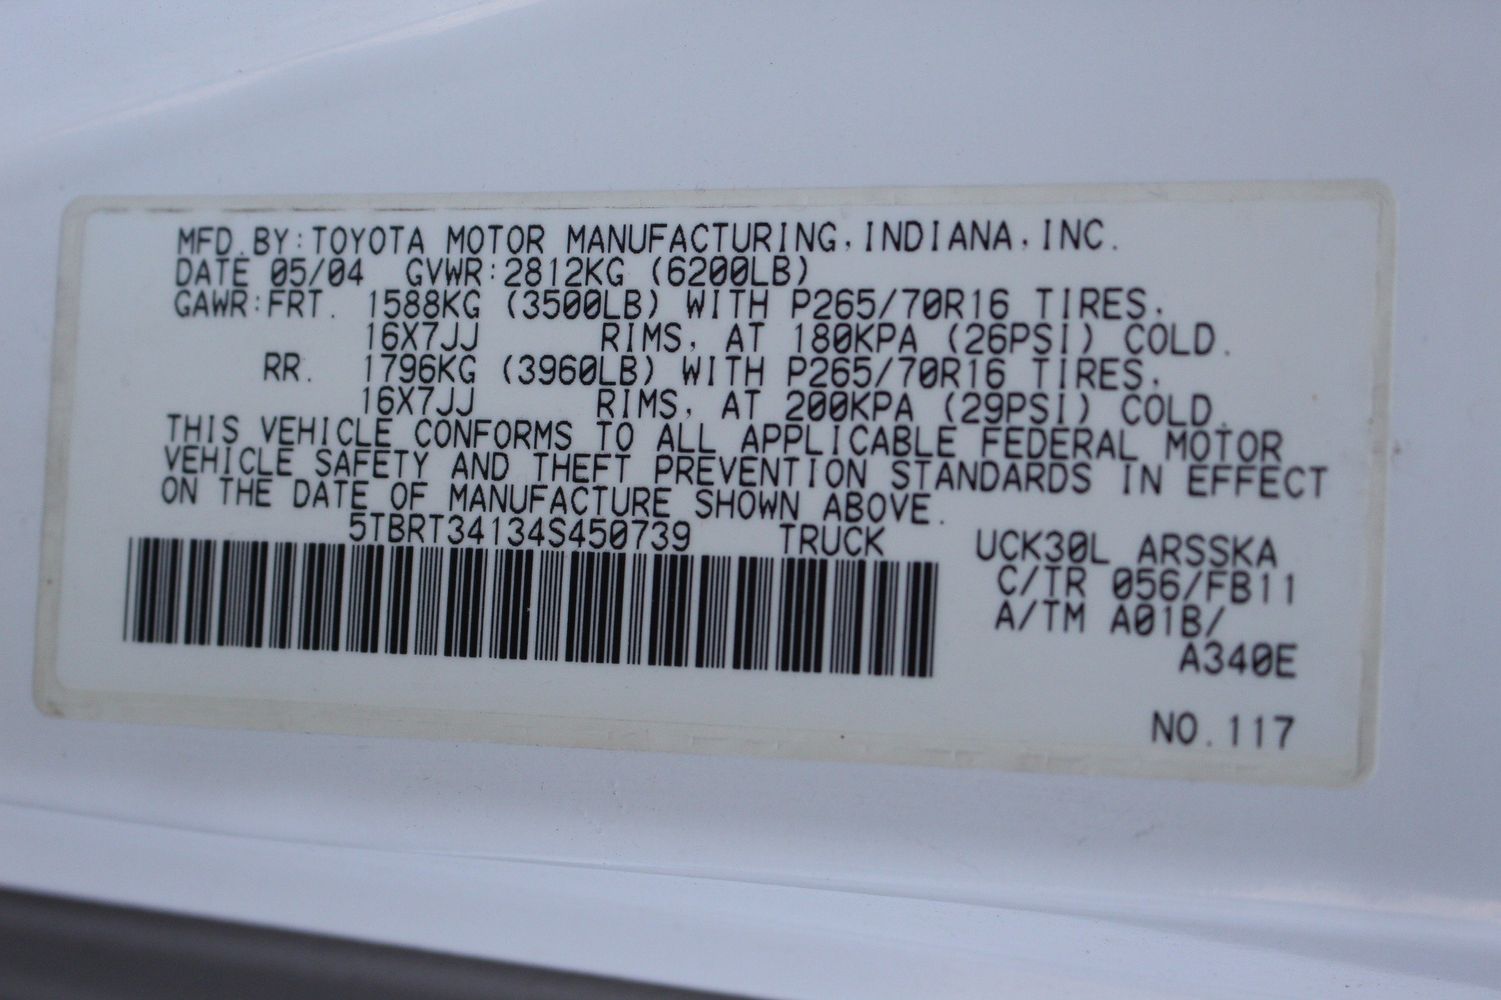 MFD.BY:TOYOTA MOTOR MANUFACTURING,INDIANA,INC.
DATE 05/04 GVWR:2812KG (6200LB)
GAWR:FRT. 1588KG (3500LB) WITH P265/70R16 TIRES,
16X7JJ RIMS, AT 180KPA (26PSI) COLD.
RR. 1796KG (3960LB) WITH P265/70R16 TIRES,
16X7JJ RIMS, AT 200KPA (29PSI) COLD.
THIS VEHICLE CONFORMS TO ALL APPLICABLE FEDERAL MOTOR
VEHICLE SAFETY AND THEFT PREVENTION STANDARDS IN EFFECT
ON THE DATE OF MANUFACTURE SHOWN ABOVE.
5TBRT34134S450739 TRUCK UCK30L ARSSKA
C/TR 056/FB11
A/TM A01B/
A340E
NO.117